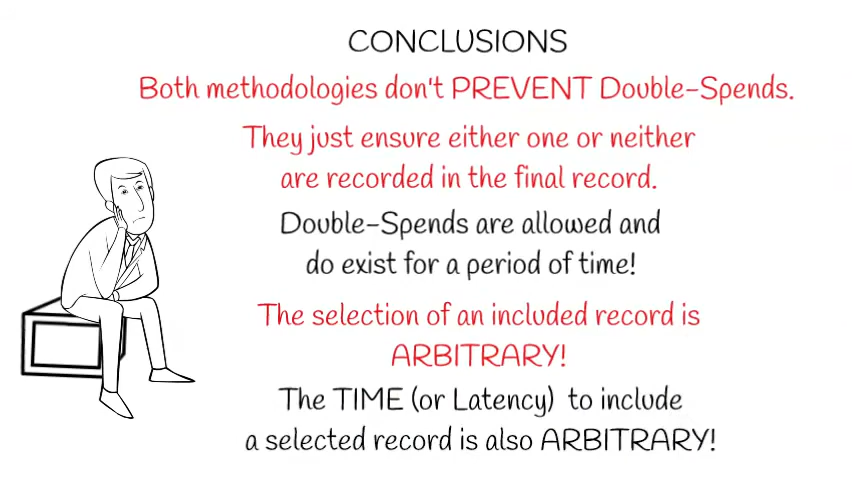 CONCLUSIONS
Both methodologies don't PREVENT Double-Spends.
They just ensure either one or neither
are recorded in the final record.
Double-Spends are allowed and
do exist for a period of time!
The selection of an included record is
ARBITRARY!
The TIME (or Latency) to include
a selected record is also ARBITRARY!